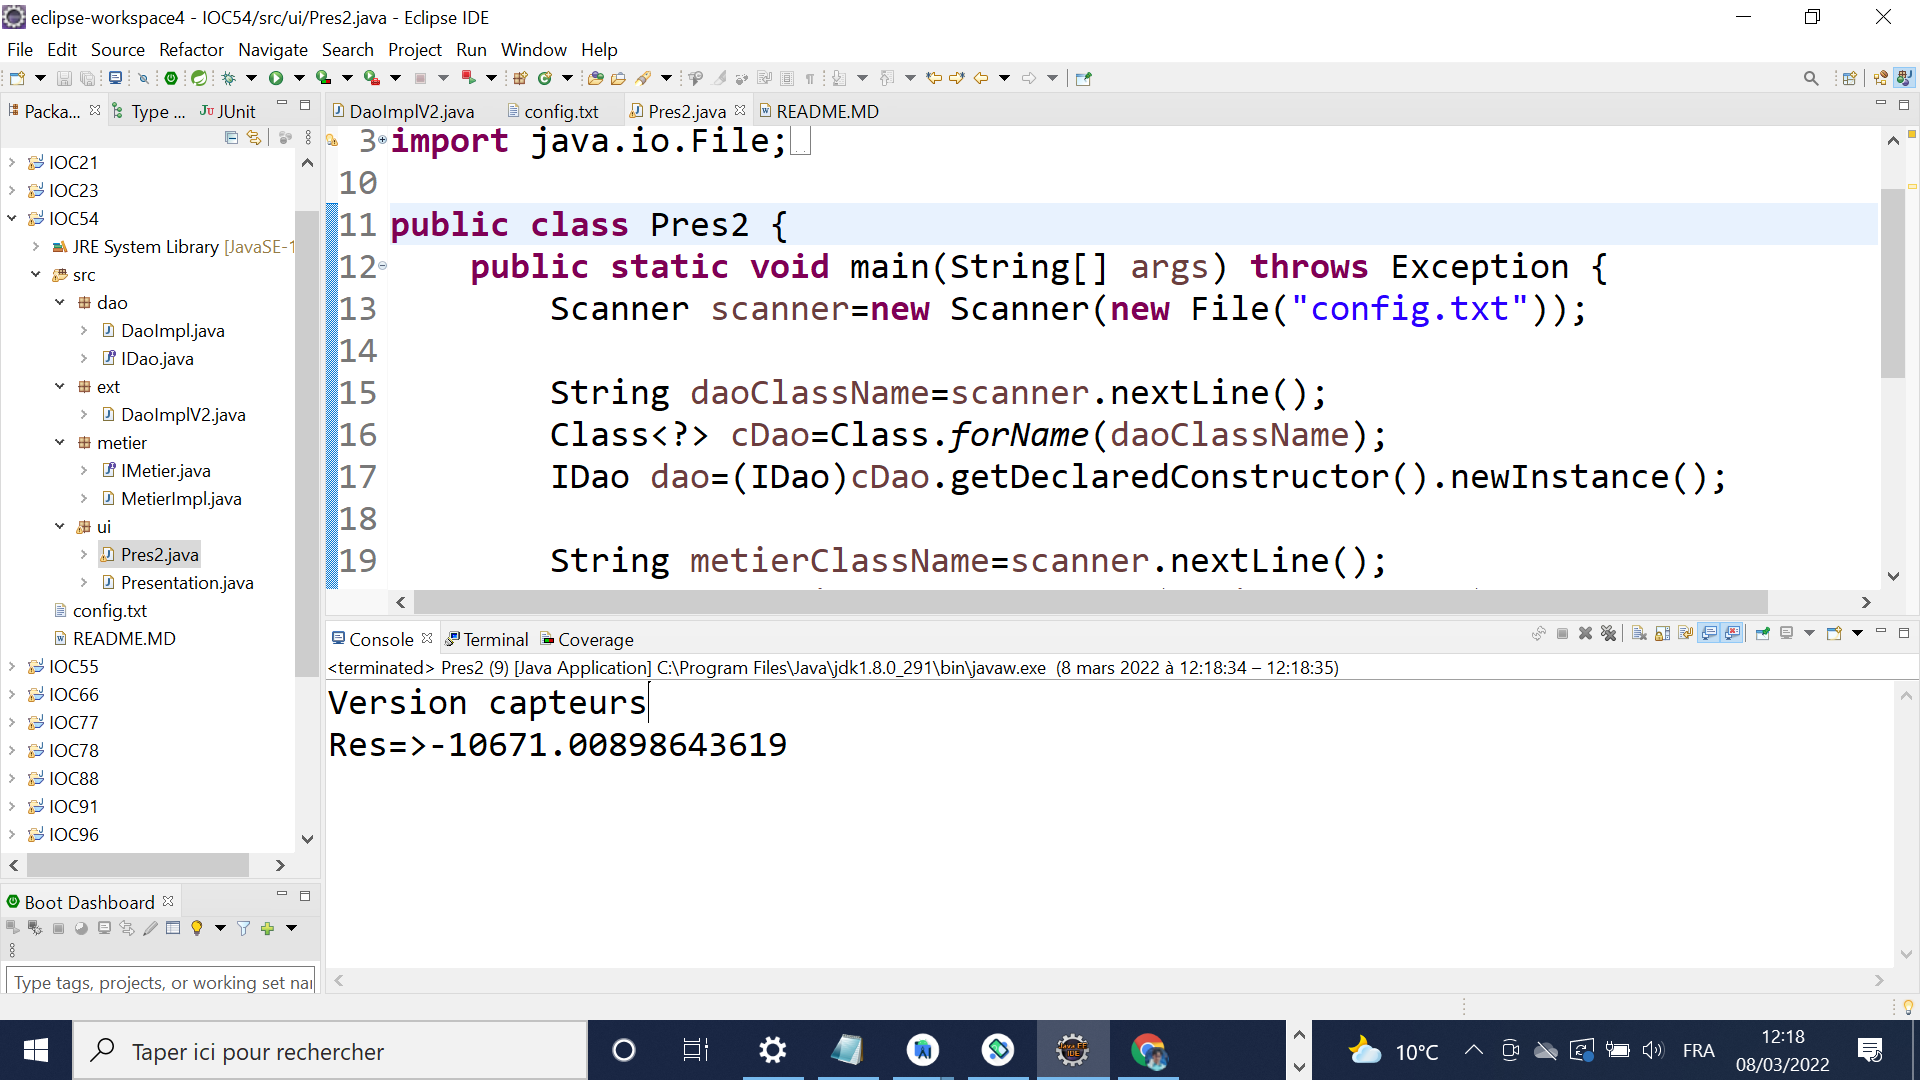 eclipse-workspace4 - IOC54/src/ui/Pres2.java - Eclipse IDE
File Edit Source Refactor Navigate Search Project Run Window Help
Packa... Type ... JUnit
DaoImplV2.java config.txt Pres2.java README.MD
IOC21
IOC23
IOC54
JRE System Library [JavaSE-1
src
dao
DaoImpl.java
IDao.java
ext
DaoImplV2.java
metier
IMetier.java
MetierImpl.java
ui
Pres2.java
Presentation.java
config.txt
README.MD
IOC55
IOC66
IOC77
IOC78
IOC88
IOC91
IOC96
3 import java.io.File;
10
11 public class Pres2 {
12 public static void main(String[] args) throws Exception {
13 Scanner scanner=new Scanner(new File("config.txt"));
14
15 String daoClassName=scanner.nextLine();
16 Class<?> cDao=Class.forName(daoClassName);
17 IDao dao=(IDao)cDao.getDeclaredConstructor().newInstance();
18
19 String metierClassName=scanner.nextLine();
Console Terminal Coverage
<terminated> Pres2 (9) [Java Application] C:\Program Files\Java\jdk1.8.0_291\bin\javaw.exe (8 mars 2022 à 12:18:34 – 12:18:35)
Version capteurs
Res=>-10671.00898643619
Boot Dashboard
Type tags, projects, or working set nar
Taper ici pour rechercher
10°C
FRA
12:18
08/03/2022